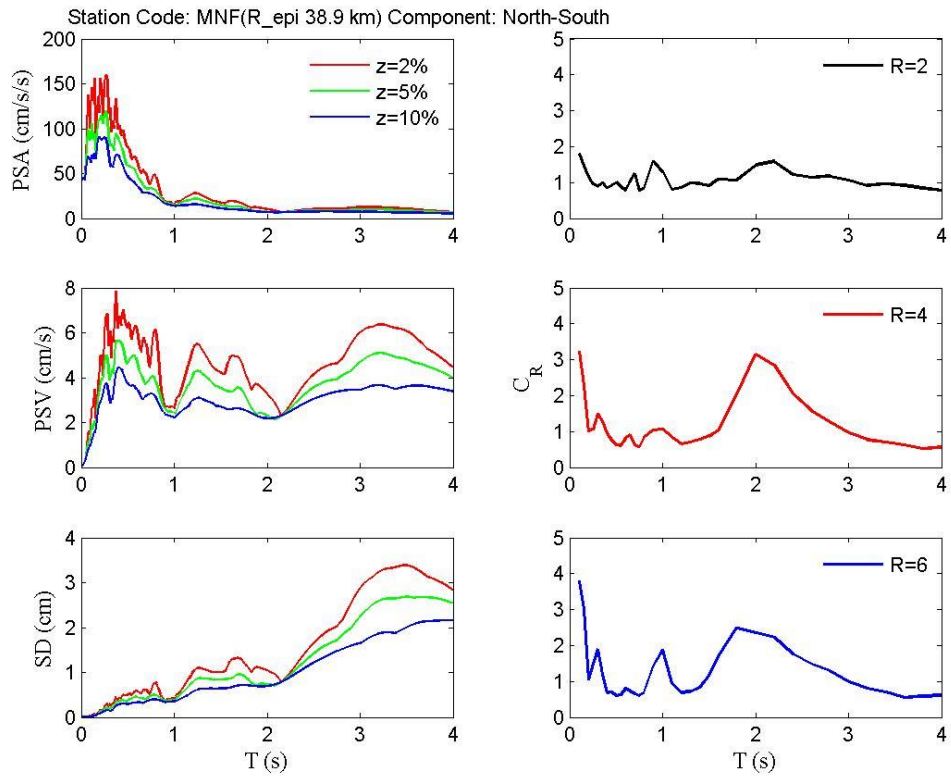 Station Code: MNF(R_epi 38.9 km) Component: North-South
PSA (cm/s/s)
200
150
100
50
0
0 1 2 3 4
z=2%
z=5%
z=10%
5
4
3
2
1
0
0 1 2 3 4
R=2
PSV (cm/s)
8
6
4
2
0
0 1 2 3 4
C_R
5
4
3
2
1
0
0 1 2 3 4
R=4
SD (cm)
4
3
2
1
0
0 1 2 3 4
T (s)
5
4
3
2
1
0
0 1 2 3 4
R=6
T (s)